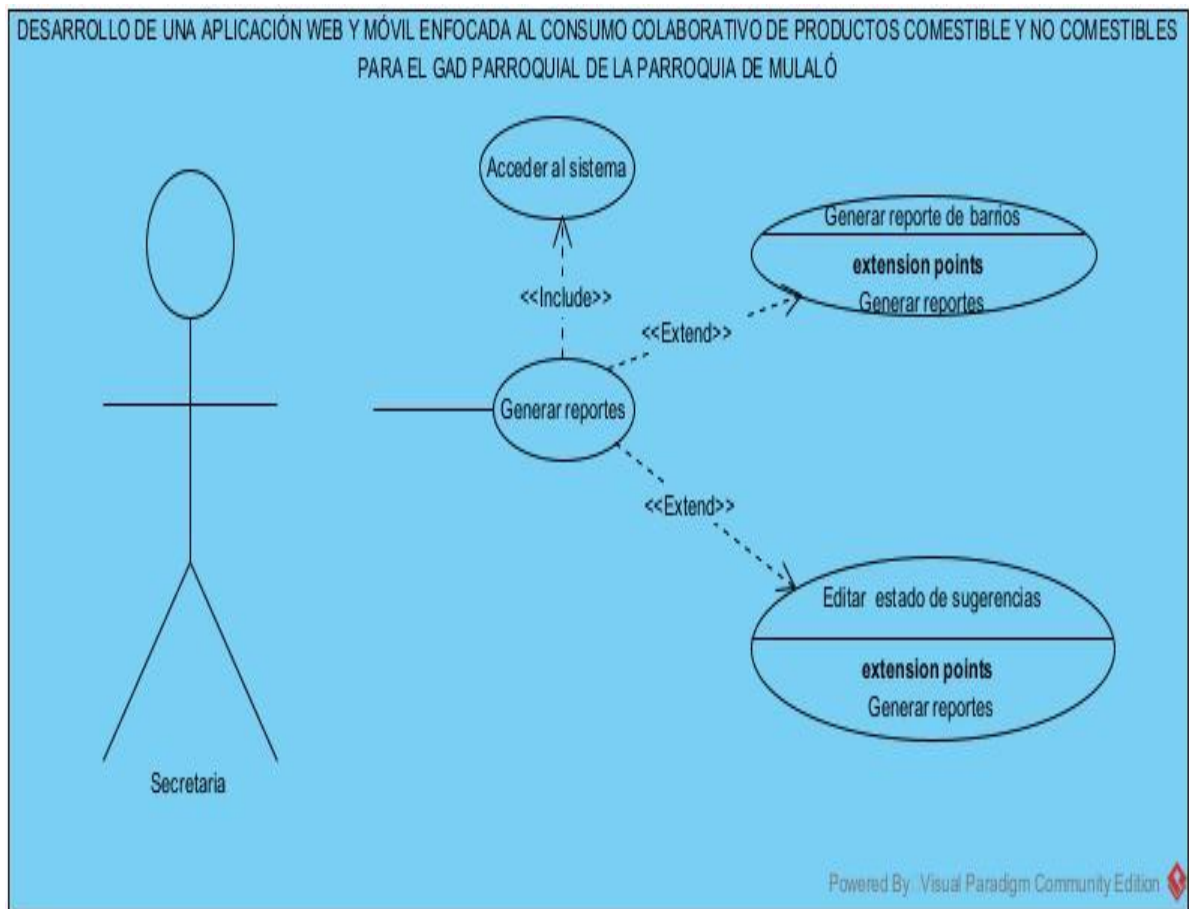 DESARROLLO DE UNA APLICACIÓN WEB Y MÓVIL ENFOCADA AL CONSUMO COLABORATIVO DE PRODUCTOS COMESTIBLE Y NO COMESTIBLES
PARA EL GAD PARROQUIAL DE LA PARROQUIA DE MULALÓ
Acceder al sistema
Generar reporte de barrios
extension points
Generar reportes
<<Include>>
<<Extend>>
Generar reportes
<<Extend>>
Editar estado de sugerencias
extension points
Generar reportes
Secretaria
Powered By Visual Paradigm Community Edition